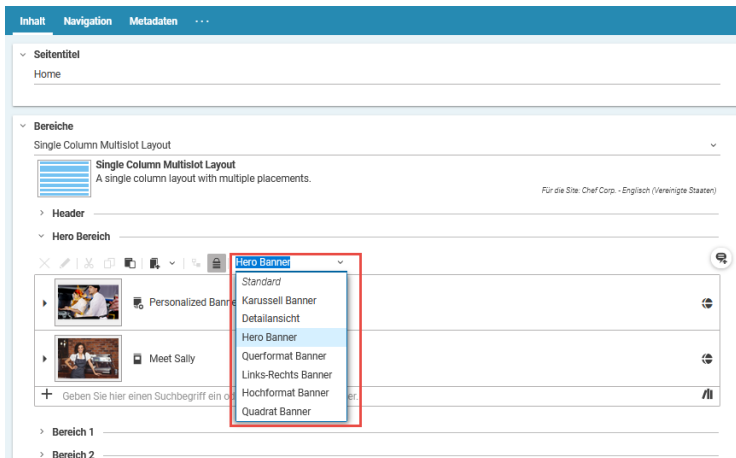 Inhalt Navigation Metadaten ···
Seitentitel
Home
Bereiche
Single Column Multislot Layout
Single Column Multislot Layout
A single column layout with multiple placements.
Für die Site: Chef Corp. - Englisch (Vereinigte Staaten)
Header
Hero Bereich
Hero Banner
Standard
Karussell Banner
Detailansicht
Hero Banner
Querformat Banner
Links-Rechts Banner
Hochformat Banner
Quadrat Banner
Personalized Banne
Meet Sally
Geben Sie hier einen Suchbegriff ein od er.
Bereich 1
Bereich 2